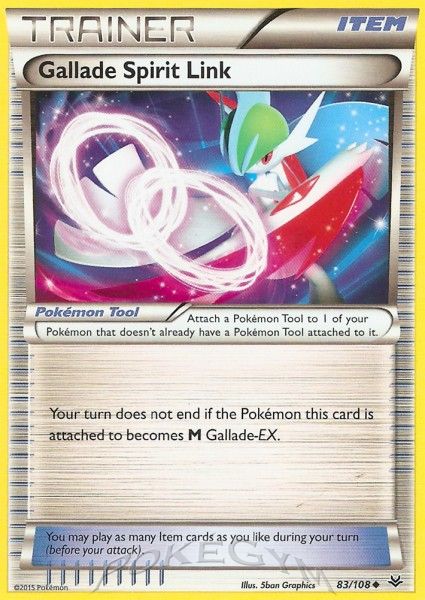 TRAINER
ITEM
Gallade Spirit Link
Pokémon Tool
Attach a Pokémon Tool to 1 of your
Pokémon that doesn't already have a Pokémon Tool attached to it.
Your turn does not end if the Pokémon this card is
attached to becomes M Gallade-EX.
You may play as many Item cards as you like during your turn
(before your attack).
POKEGYM
©2015 Pokémon
Illus. 5ban Graphics
83/108